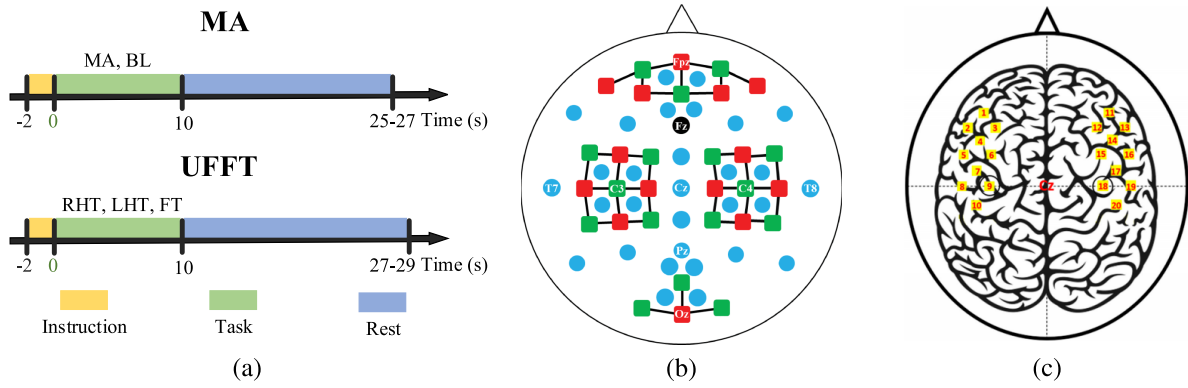 MA
MA, BL
-2 0 10 25-27 Time (s)
UFFT
RHT, LHT, FT
-2 0 10 27-29 Time (s)
Instruction Task Rest
(a)
Fpz
Fz
T7 C3 Cz C4 T8
Pz
Oz
(b)
1 11
2 3 12 13
4 14
5 6 15 16
7 17
8 9 Cz 18 19
10 20
(c)